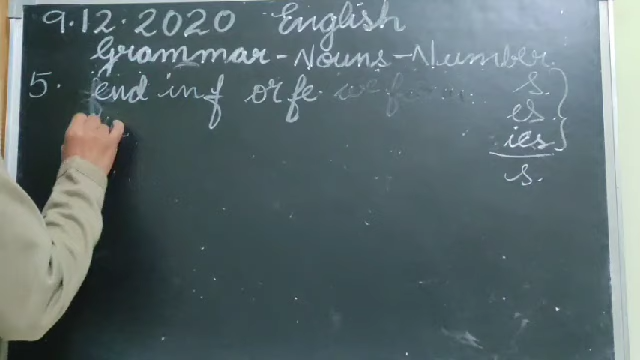 9.12.2020 English
Grammar - Nouns - Number
5. end in f or fe
s
es
ies
s.